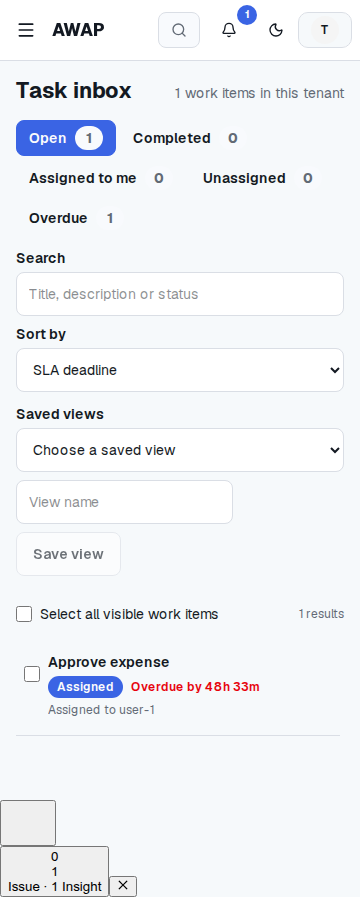 AWAP
1
T
Task inbox
1 work items in this tenant
Open 1
Completed 0
Assigned to me 0
Unassigned 0
Overdue 1
Search
Title, description or status
Sort by
SLA deadline
Saved views
Choose a saved view
View name
Save view
Select all visible work items
1 results
Approve expense
Assigned Overdue by 48h 33m
Assigned to user-1
0
1
Issue · 1 Insight